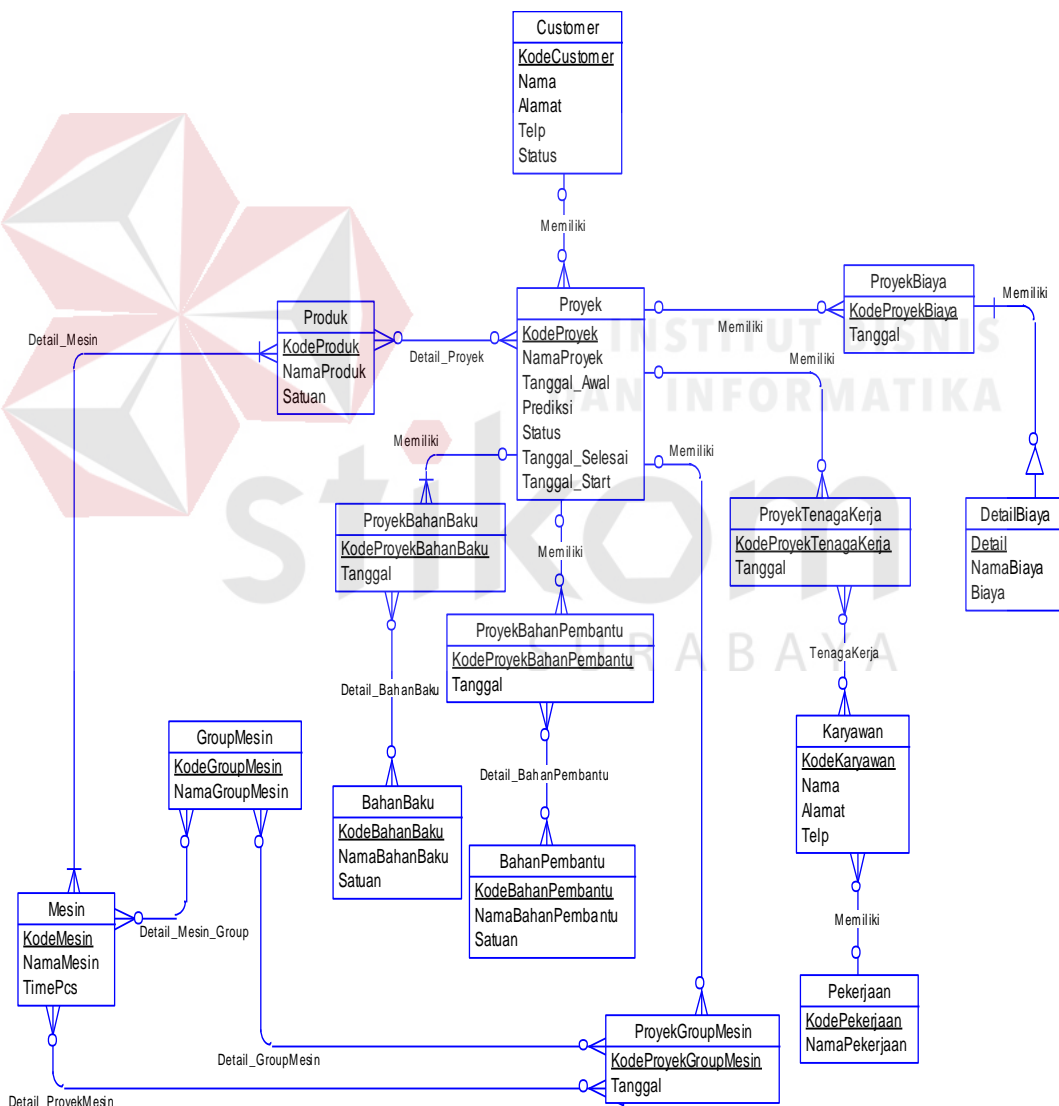 Customer
KodeCustomer
Nama
Alamat
Telp
Status
Memiliki
Proyek
KodeProyek
NamaProyek
Tanggal_Awal
Prediksi
Status
Tanggal_Selesai
Tanggal_Start
ProyekBiaya
KodeProyekBiaya
Tanggal
Memiliki
Memiliki
Memiliki
Memiliki
Produk
KodeProduk
NamaProduk
Satuan
Detail_Mesin
Detail_Proyek
INSTITUT BISNIS
AN INFORMATIKA
stikom
SURABAYA
Memiliki
ProyekBahanBaku
KodeProyekBahanBaku
Tanggal
Memiliki
ProyekTenagaKerja
KodeProyekTenagaKerja
Tanggal
DetailBiaya
Detail
NamaBiaya
Biaya
ProyekBahanPembantu
KodeProyekBahanPembantu
Tanggal
TenagaKerja
Detail_BahanBaku
GroupMesin
KodeGroupMesin
NamaGroupMesin
Detail_BahanPembantu
Karyawan
KodeKaryawan
Nama
Alamat
Telp
BahanBaku
KodeBahanBaku
NamaBahanBaku
Satuan
BahanPembantu
KodeBahanPembantu
NamaBahanPembantu
Satuan
Mesin
KodeMesin
NamaMesin
TimePcs
Detail_Mesin_Group
Memiliki
Pekerjaan
KodePekerjaan
NamaPekerjaan
ProyekGroupMesin
KodeProyekGroupMesin
Tanggal
Detail_GroupMesin
Detail_ProyekMesin